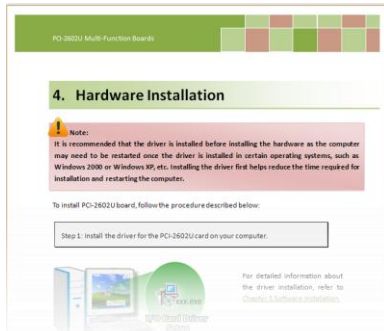 PCI-2602U Multi-Function Boards
4. Hardware Installation
Note:
It is recommended that the driver is installed before installing the hardware as the computer
may need to be restarted once the driver is installed in certain operating systems, such as
Windows 2000 or Windows XP, etc. Installing the driver first helps reduce the time required for
installation and restarting the computer.
To install PCI-2602U board, follow the procedure described below:
Step 1: Install the driver for the PCI-2602U card on your computer.
xxx.exe
I/O Card Driver
For detailed information about
the driver installation, refer to
Chapter 5 Software Installation